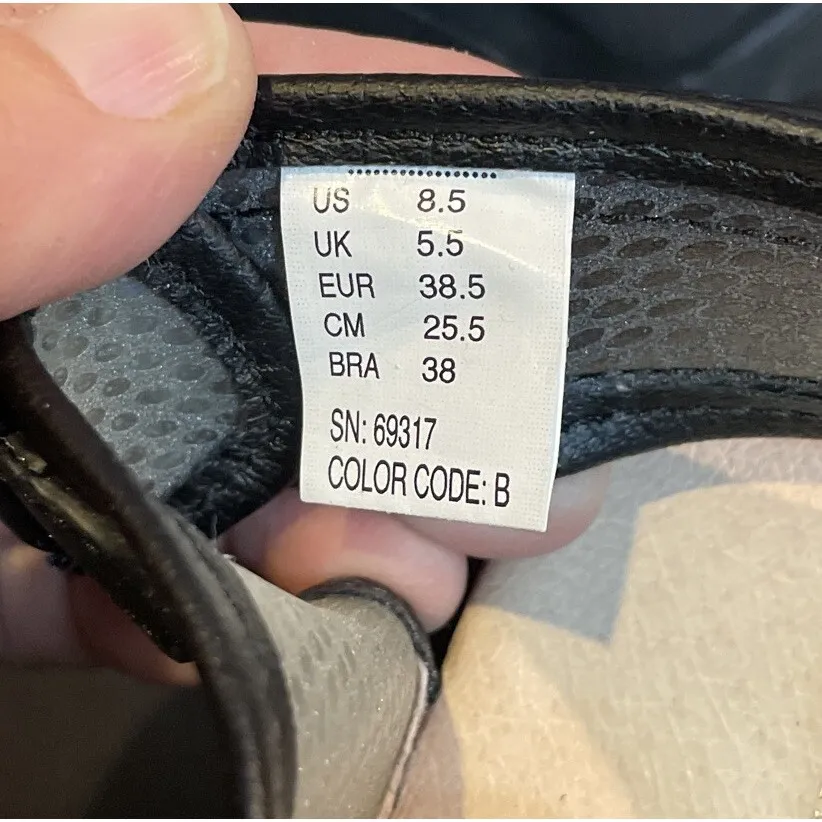 US 8.5
UK 5.5
EUR 38.5
CM 25.5
BRA 38
SN: 69317
COLOR CODE: B